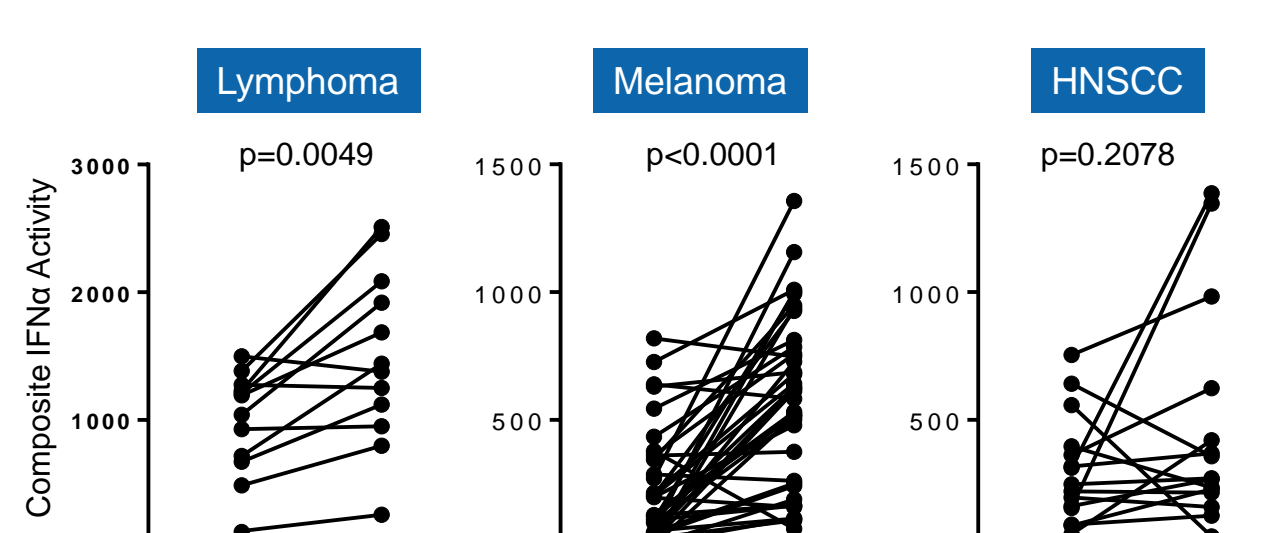 Lymphoma Melanoma HNSCC
p=0.0049 p<0.0001 p=0.2078
Composite IFNα Activity
3000 1500 1500
2000 1000 1000
1000 500 500